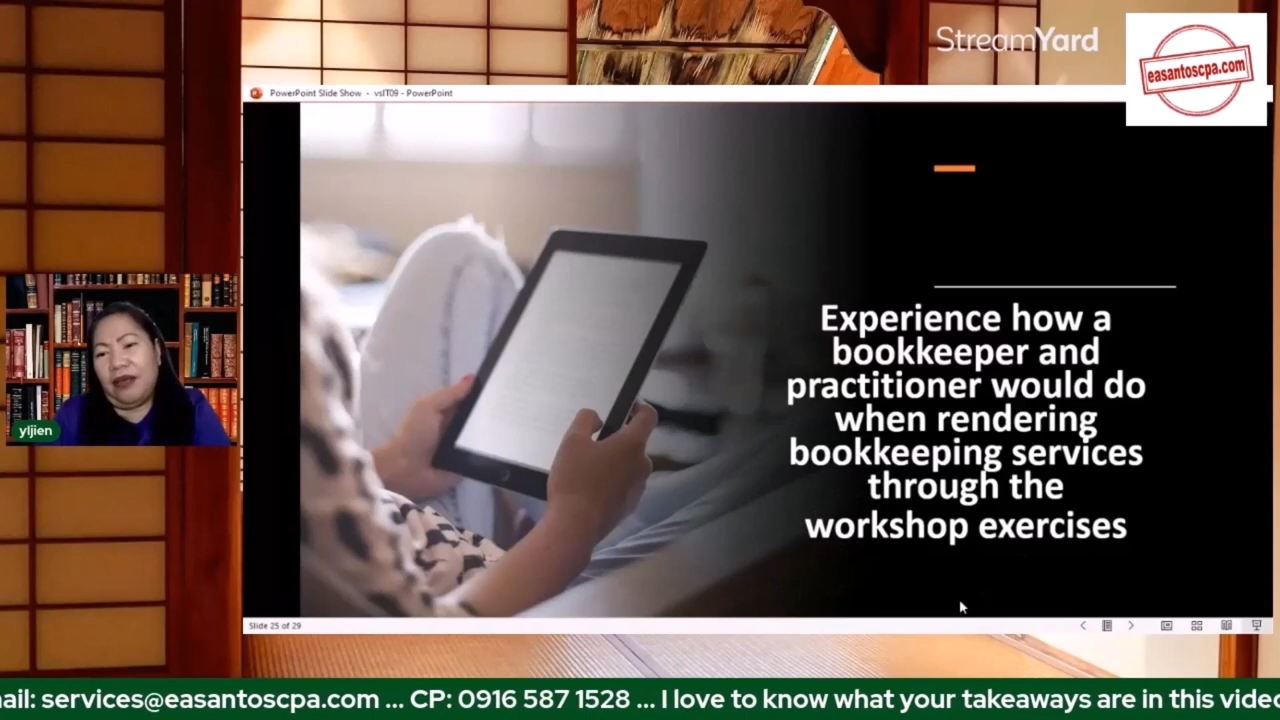 StreamYard
easantoscpa.com
PowerPoint Slide Show - vsIT09 - PowerPoint
Experience how a
bookkeeper and
practitioner would do
when rendering
bookkeeping services
through the
workshop exercises
yljien
Slide 25 of 29
ail: services@easantoscpa.com ... CP: 0916 587 1528 ... I love to know what your takeaways are in this vide